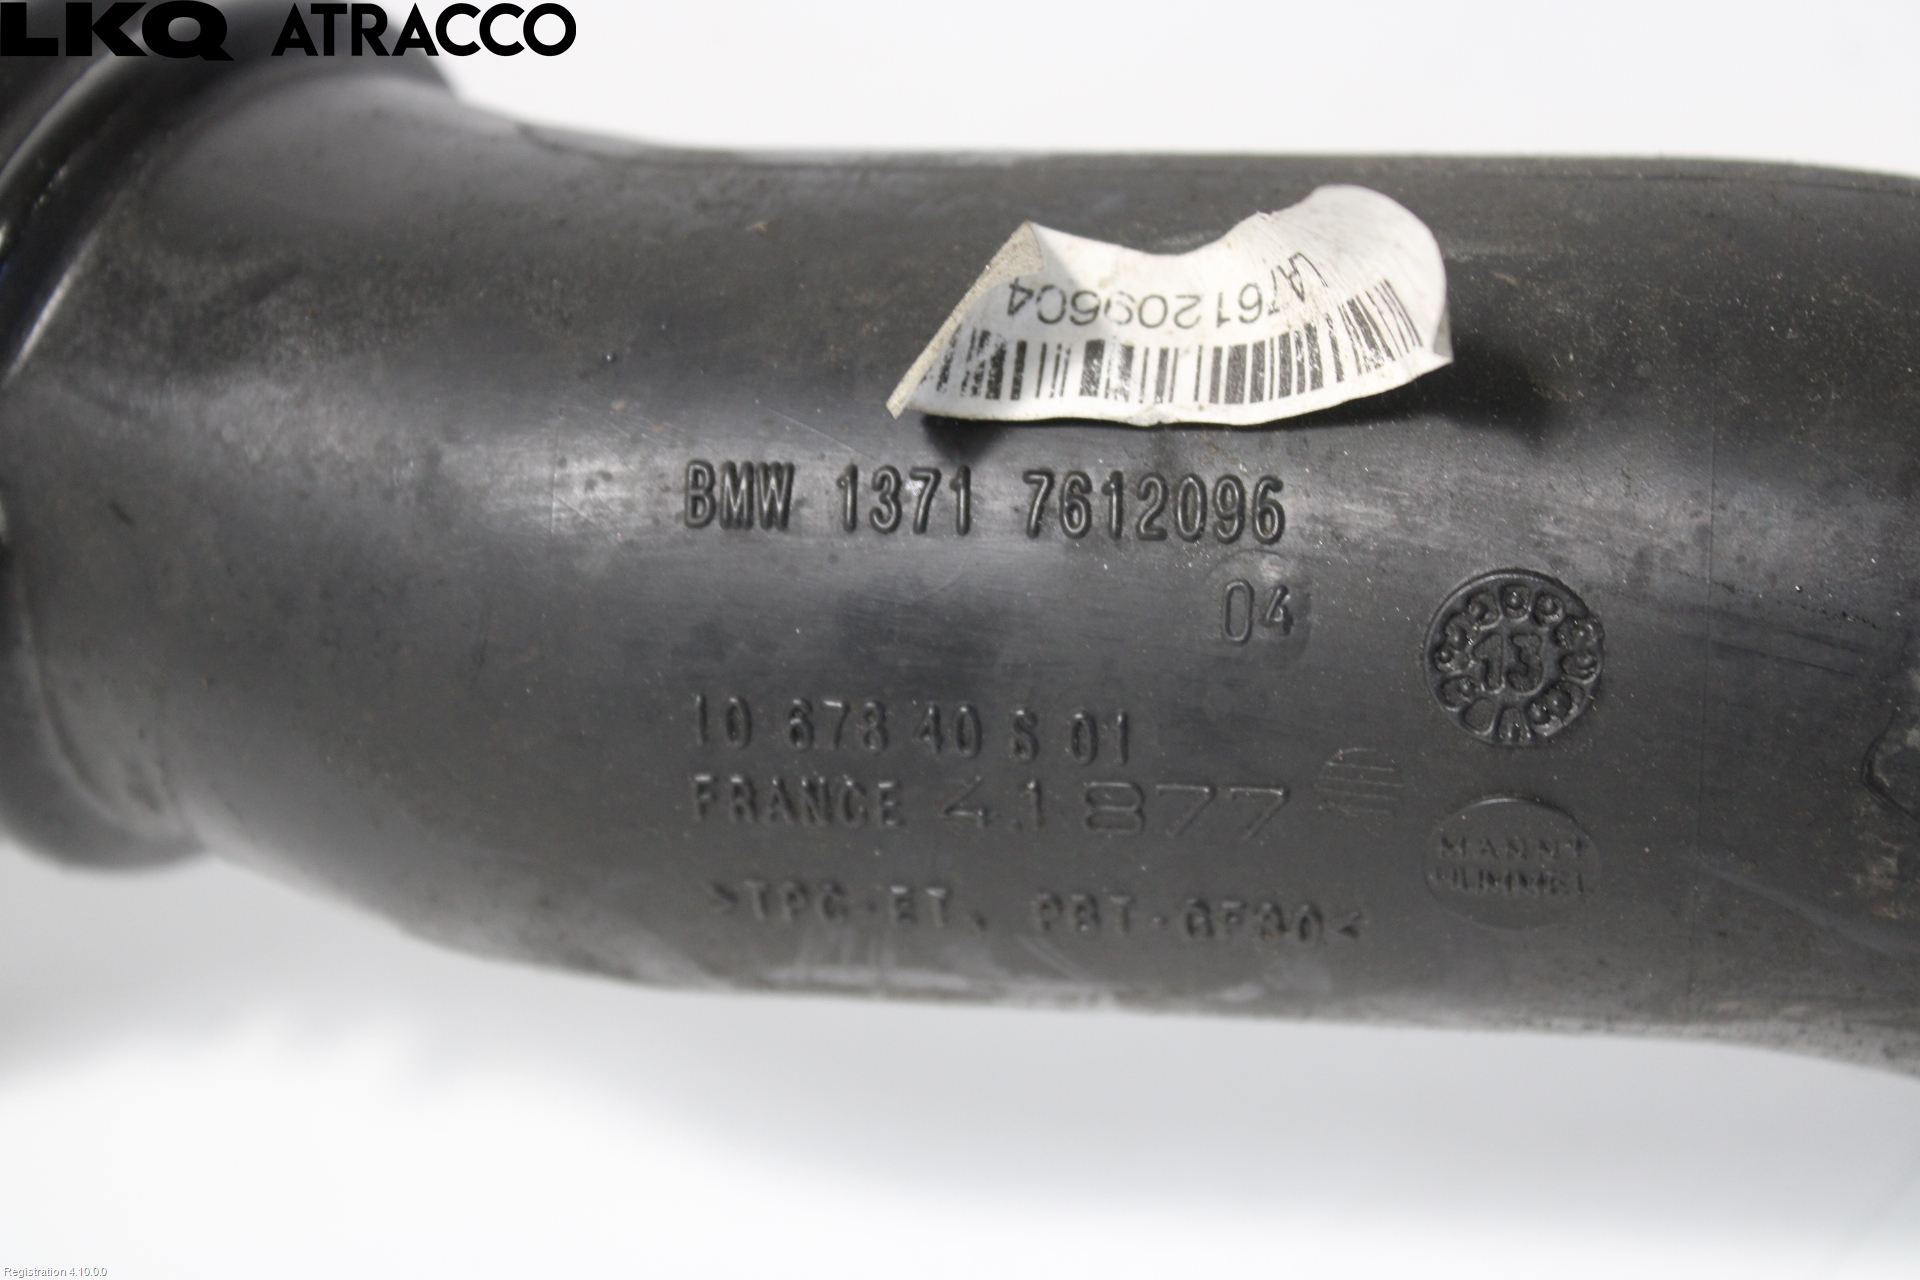 LKQ ATRACCO
A761209604
BMW 1371 7612096
04
13
10 678 40 S 01
FRANCE 41877
MANN+
HUMMEL
>TPC-ET, PBT-GF30<
Registration 4.10.0.0